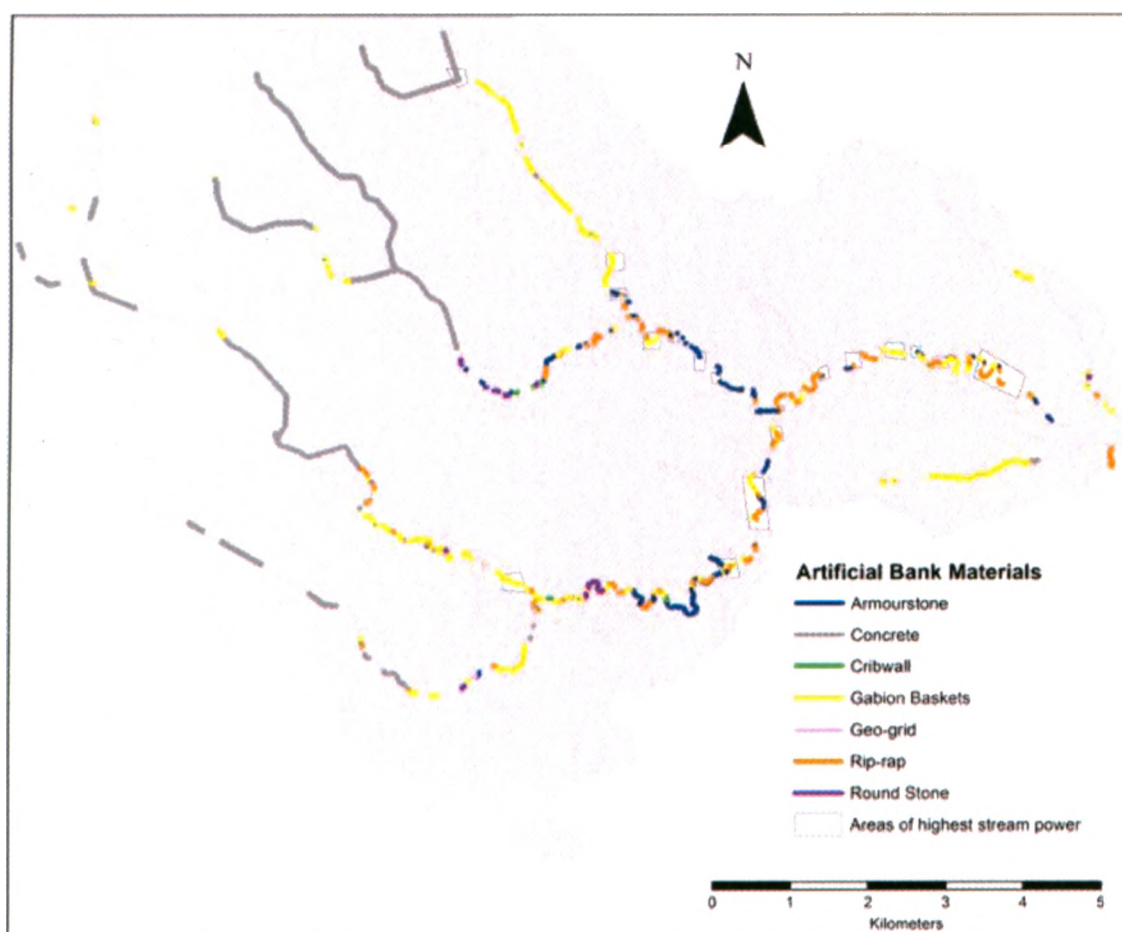 N
Artificial Bank Materials
Armourstone
Concrete
Cribwall
Gabion Baskets
Geo-grid
Rip-rap
Round Stone
Areas of highest stream power
0 1 2 3 4 5
Kilometers